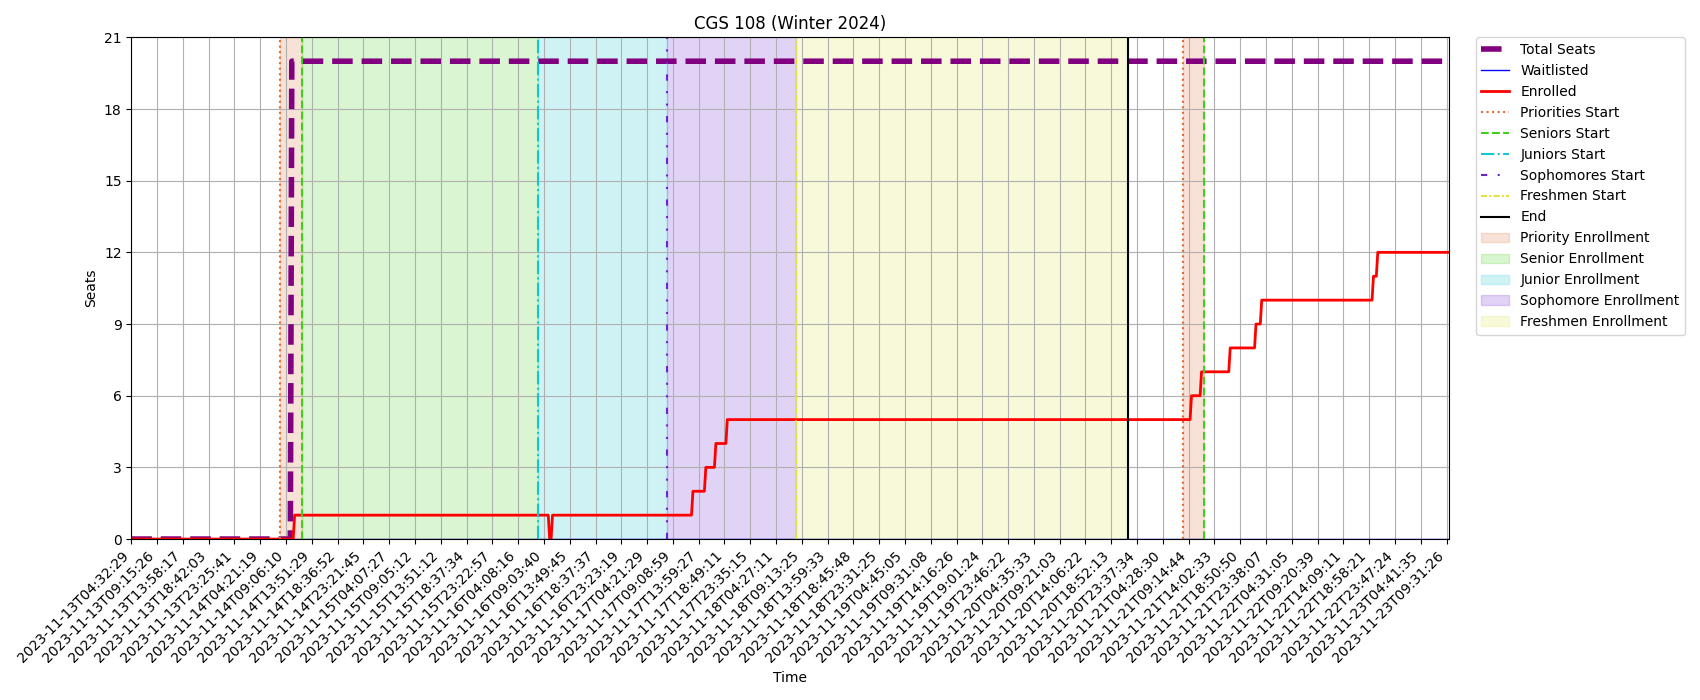 CGS 108 (Winter 2024)
21
18
15
12
9
6
3
0
Seats
2023-11-13T04:32:29
2023-11-13T09:15:26
2023-11-13T13:58:17
2023-11-13T18:42:03
2023-11-13T23:25:41
2023-11-14T04:21:19
2023-11-14T09:06:10
2023-11-14T13:51:29
2023-11-14T18:36:52
2023-11-14T23:21:45
2023-11-15T04:07:27
2023-11-15T09:05:12
2023-11-15T13:51:12
2023-11-15T18:37:34
2023-11-15T23:22:57
2023-11-16T04:08:16
2023-11-16T09:03:40
2023-11-16T13:49:45
2023-11-16T18:37:37
2023-11-16T23:23:19
2023-11-17T04:21:29
2023-11-17T09:08:59
2023-11-17T13:59:27
2023-11-17T18:49:11
2023-11-17T23:35:15
2023-11-18T04:27:11
2023-11-18T09:13:25
2023-11-18T13:59:33
2023-11-18T18:45:48
2023-11-18T23:31:25
2023-11-19T04:45:05
2023-11-19T09:31:08
2023-11-19T14:16:26
2023-11-19T19:01:24
2023-11-19T23:46:22
2023-11-20T04:35:33
2023-11-20T09:21:03
2023-11-20T14:06:22
2023-11-20T18:52:13
2023-11-20T23:37:34
2023-11-21T04:28:30
2023-11-21T09:14:44
2023-11-21T14:02:33
2023-11-21T18:50:50
2023-11-21T23:38:07
2023-11-22T04:31:05
2023-11-22T09:20:39
2023-11-22T14:09:11
2023-11-22T18:58:21
2023-11-22T23:47:24
2023-11-23T04:41:35
2023-11-23T09:31:26
Time
Total Seats
Waitlisted
Enrolled
Priorities Start
Seniors Start
Juniors Start
Sophomores Start
Freshmen Start
End
Priority Enrollment
Senior Enrollment
Junior Enrollment
Sophomore Enrollment
Freshmen Enrollment